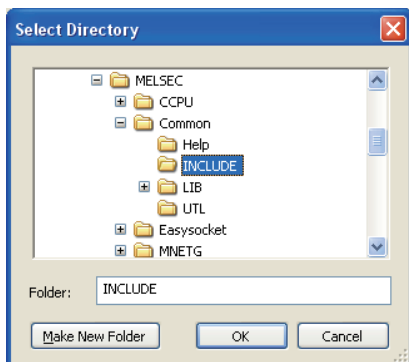 Select Directory
MELSEC
CCPU
Common
Help
INCLUDE
LIB
UTL
Easysocket
MNETG
Folder: INCLUDE
Make New Folder OK Cancel